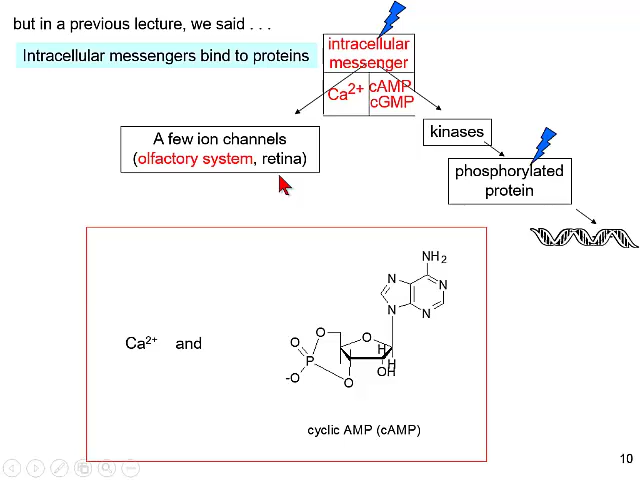 but in a previous lecture, we said . . .
Intracellular messengers bind to proteins
intracellular
messenger
Ca2+
cAMP
cGMP
A few ion channels
(olfactory system, retina)
kinases
phosphorylated
protein
Ca2+ and
NH2
N
N
N
N
O
O
O
P
-O
O
H
H
OH
cyclic AMP (cAMP)
10